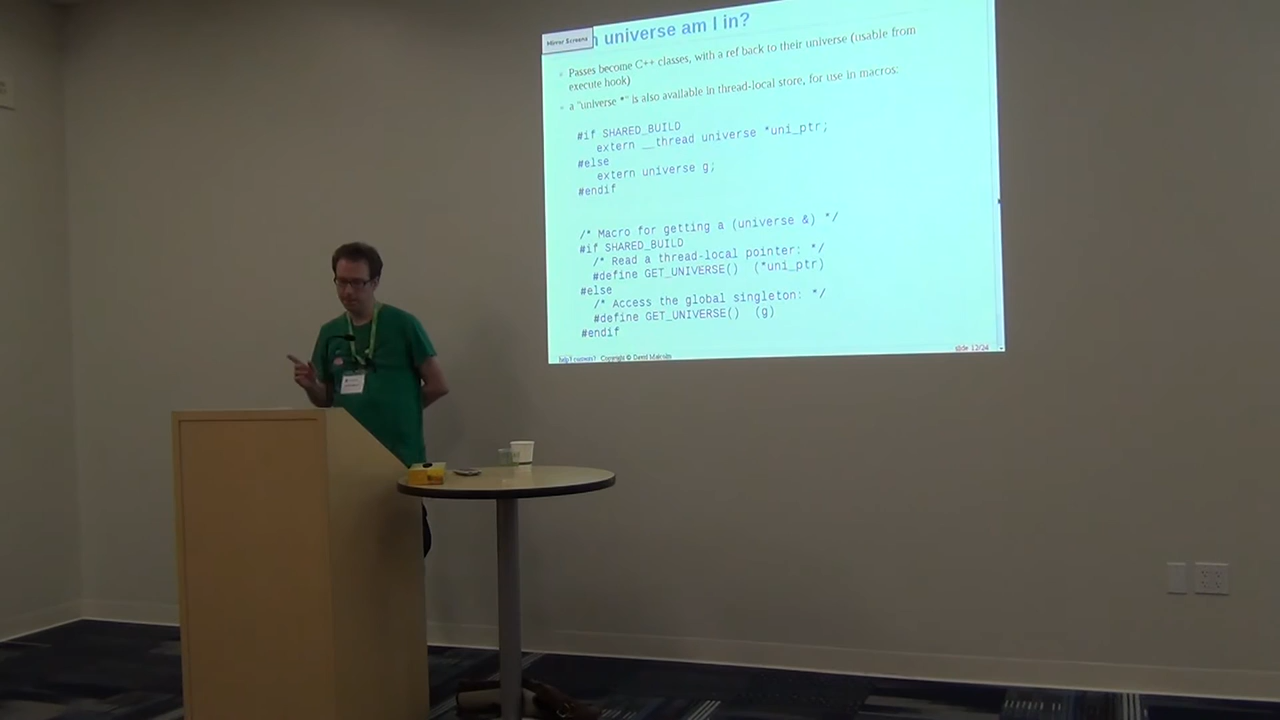 Mirror Screens
universe am I in?
Passes become C++ classes, with a ref back to their universe (usable from
execute hook)
a "universe *" is also available in thread-local store, for use in macros:
#if SHARED_BUILD
extern __thread universe *uni_ptr;
#else
extern universe g;
#endif
/* Macro for getting a (universe &) */
#if SHARED_BUILD
/* Read a thread-local pointer: */
#define GET_UNIVERSE() (*uni_ptr)
#else
/* Access the global singleton: */
#define GET_UNIVERSE() (g)
#endif
Copyright © David Malcolm
slide 12/24